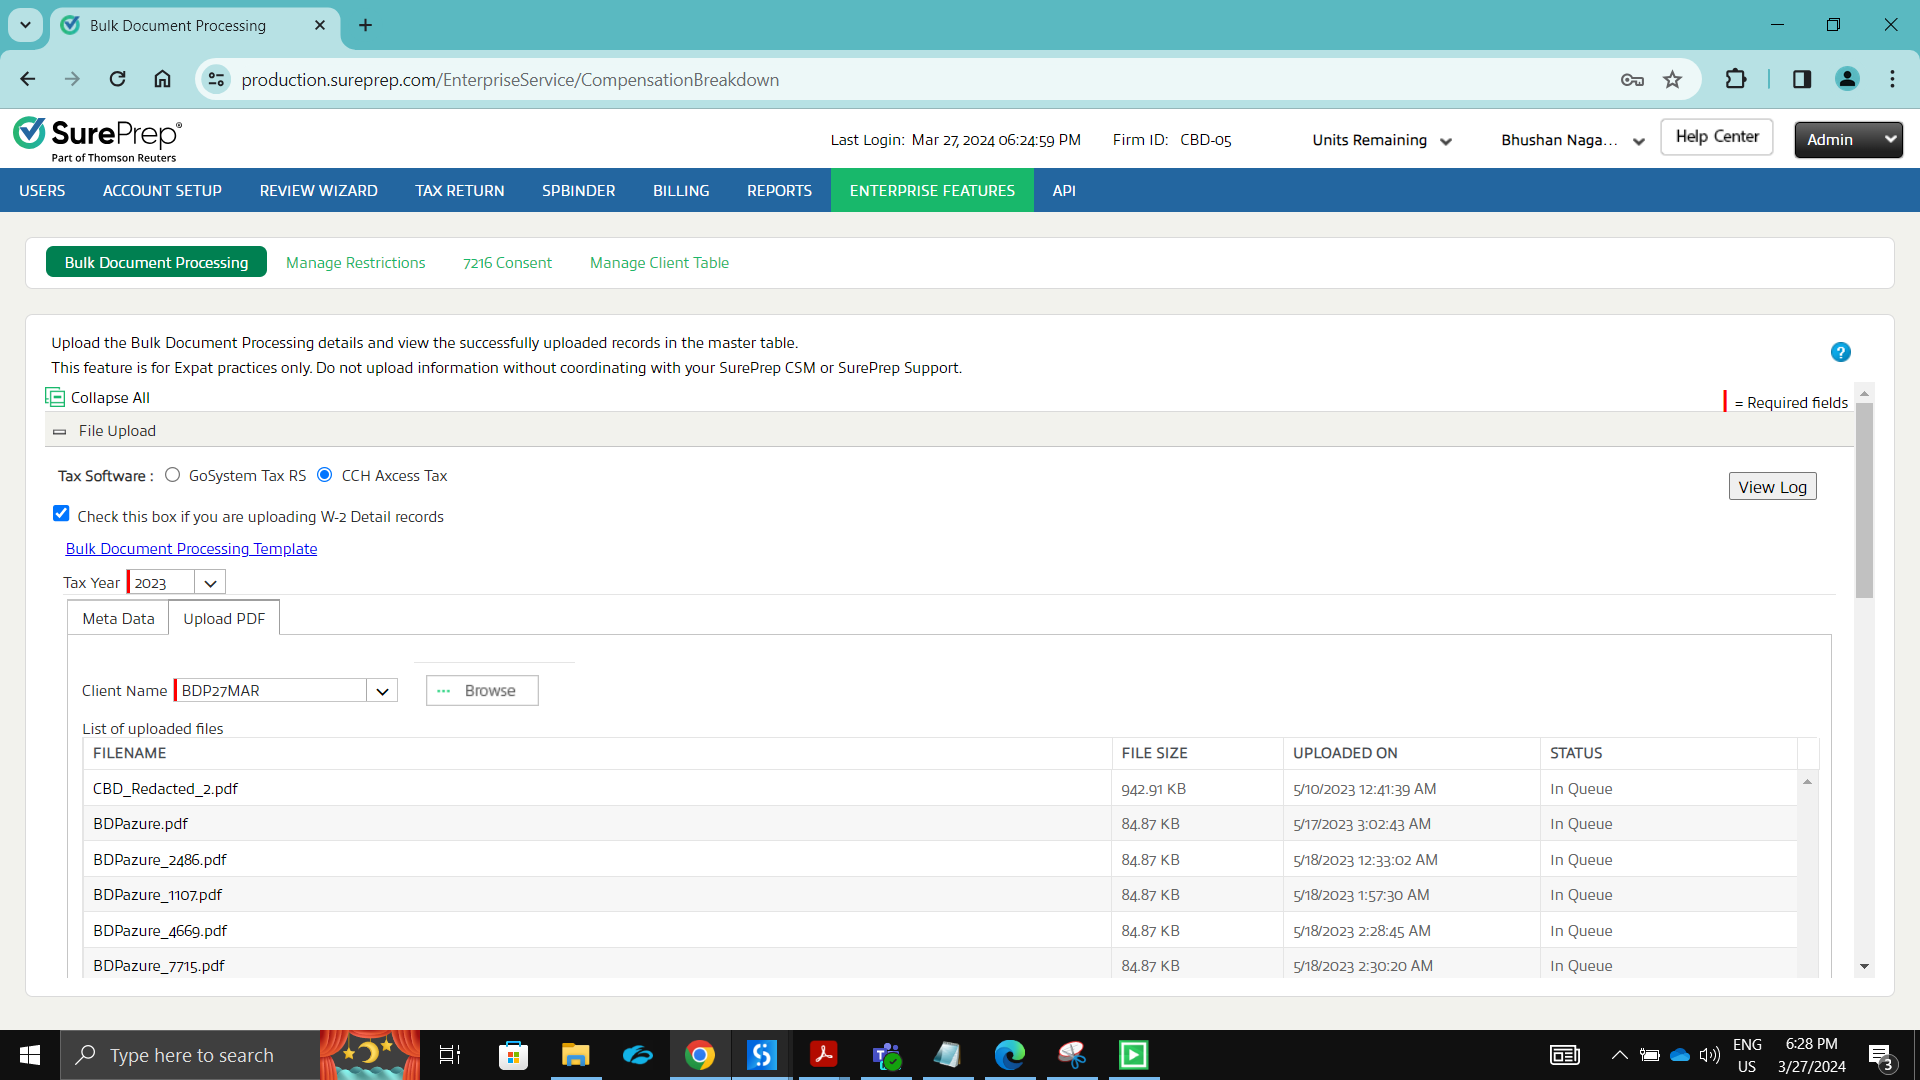 Bulk Document Processing
production.sureprep.com/EnterpriseService/CompensationBreakdown
SurePrep®
Part of Thomson Reuters
Last Login: Mar 27, 2024 06:24:59 PM Firm ID: CBD-05 Units Remaining Bhushan Naga... Help Center Admin
USERS ACCOUNT SETUP REVIEW WIZARD TAX RETURN SPBINDER BILLING REPORTS ENTERPRISE FEATURES API
Bulk Document Processing Manage Restrictions 7216 Consent Manage Client Table
Upload the Bulk Document Processing details and view the successfully uploaded records in the master table.
This feature is for Expat practices only. Do not upload information without coordinating with your SurePrep CSM or SurePrep Support.
?
Collapse All
= Required fields
File Upload
Tax Software : GoSystem Tax RS CCH Axcess Tax
View Log
Check this box if you are uploading W-2 Detail records
Bulk Document Processing Template
Tax Year 2023
Meta Data Upload PDF
Client Name BDP27MAR Browse
List of uploaded files
FILENAME FILE SIZE UPLOADED ON STATUS
CBD_Redacted_2.pdf 942.91 KB 5/10/2023 12:41:39 AM In Queue
BDPazure.pdf 84.87 KB 5/17/2023 3:02:43 AM In Queue
BDPazure_2486.pdf 84.87 KB 5/18/2023 12:33:02 AM In Queue
BDPazure_1107.pdf 84.87 KB 5/18/2023 1:57:30 AM In Queue
BDPazure_4669.pdf 84.87 KB 5/18/2023 2:28:45 AM In Queue
BDPazure_7715.pdf 84.87 KB 5/18/2023 2:30:20 AM In Queue
Type here to search
ENG
US
6:28 PM
3/27/2024
3